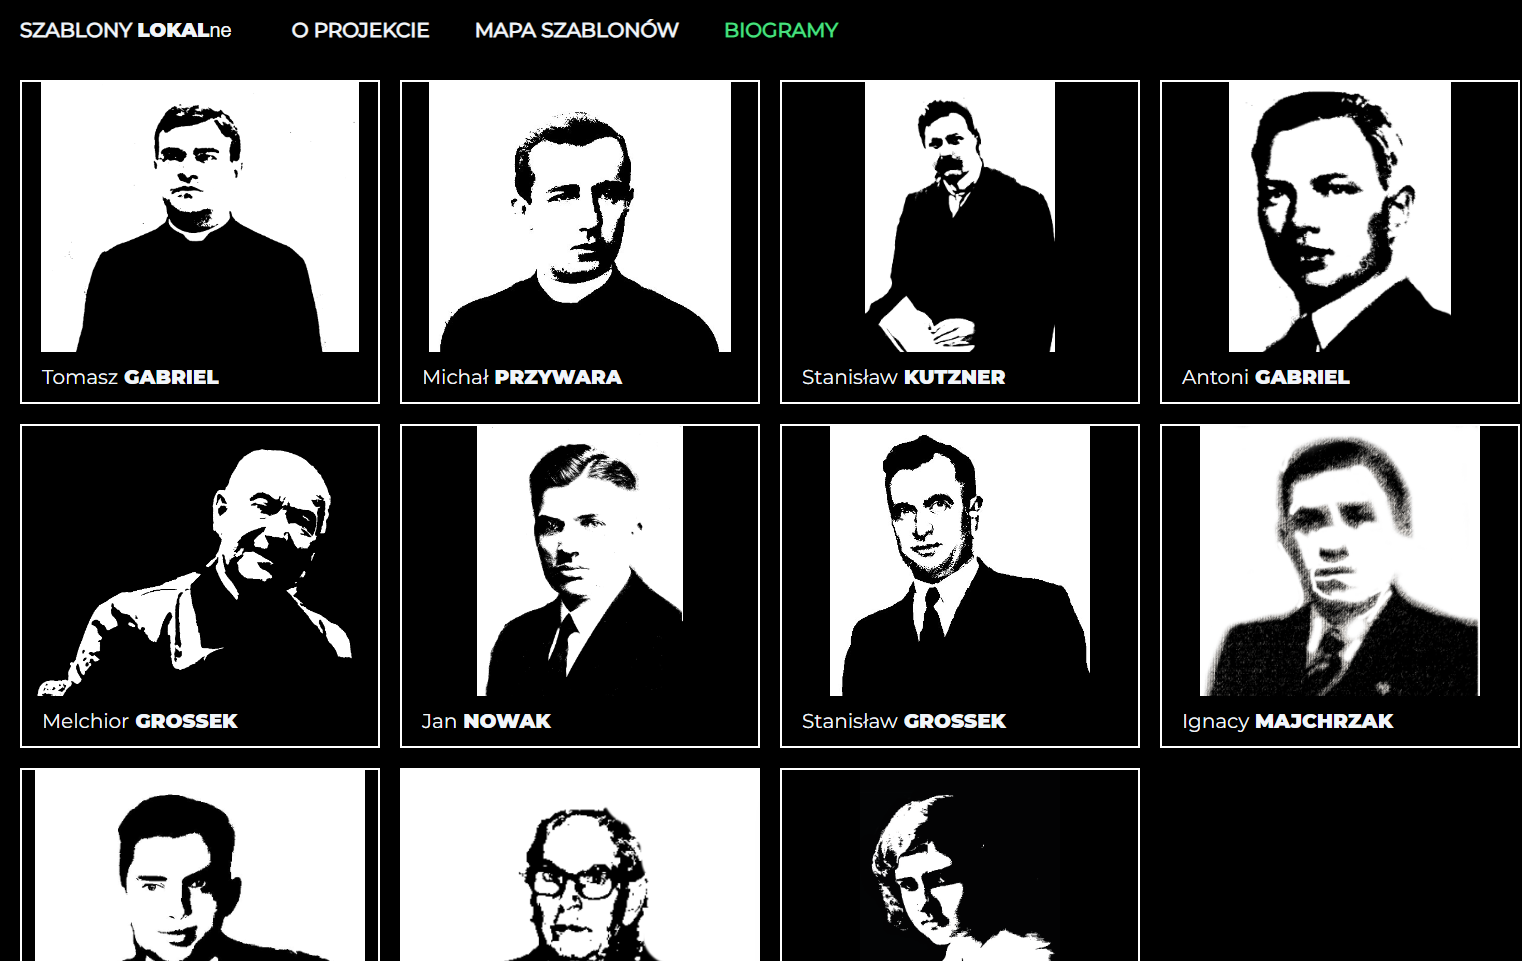 SZABLONY LOKALne
O PROJEKCIE
MAPA SZABLONÓW
BIOGRAMY
Tomasz GABRIEL
Michał PRZYWARA
Stanisław KUTZNER
Antoni GABRIEL
Melchior GROSSEK
Jan NOWAK
Stanisław GROSSEK
Ignacy MAJCHRZAK